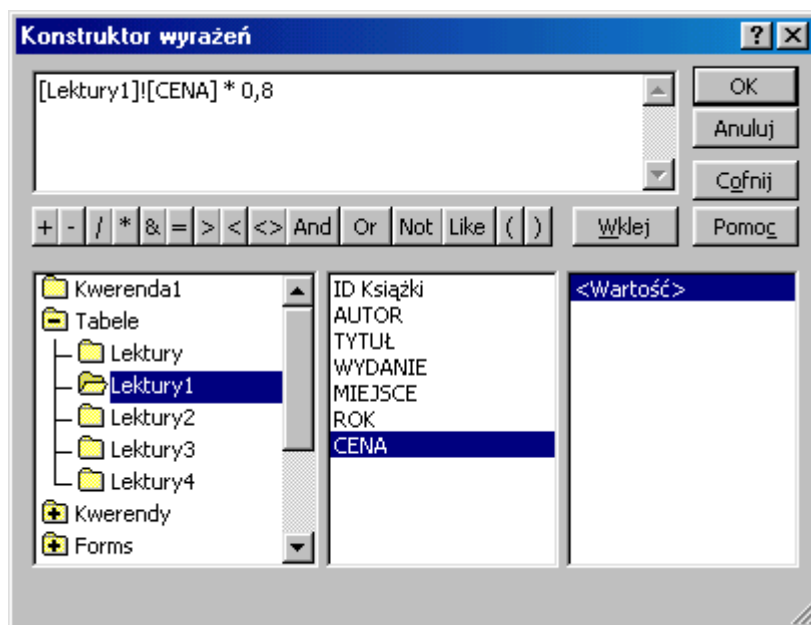 Konstruktor wyrażeń
? X
[Lektury1]![CENA] * 0,8
OK
Anuluj
Cofnij
+ - / * & = > < <> And Or Not Like ( ) Wklej Pomoc
Kwerenda1
Tabele
Lektury
Lektury1
Lektury2
Lektury3
Lektury4
Kwerendy
Forms
ID Książki
AUTOR
TYTUŁ
WYDANIE
MIEJSCE
ROK
CENA
<Wartość>